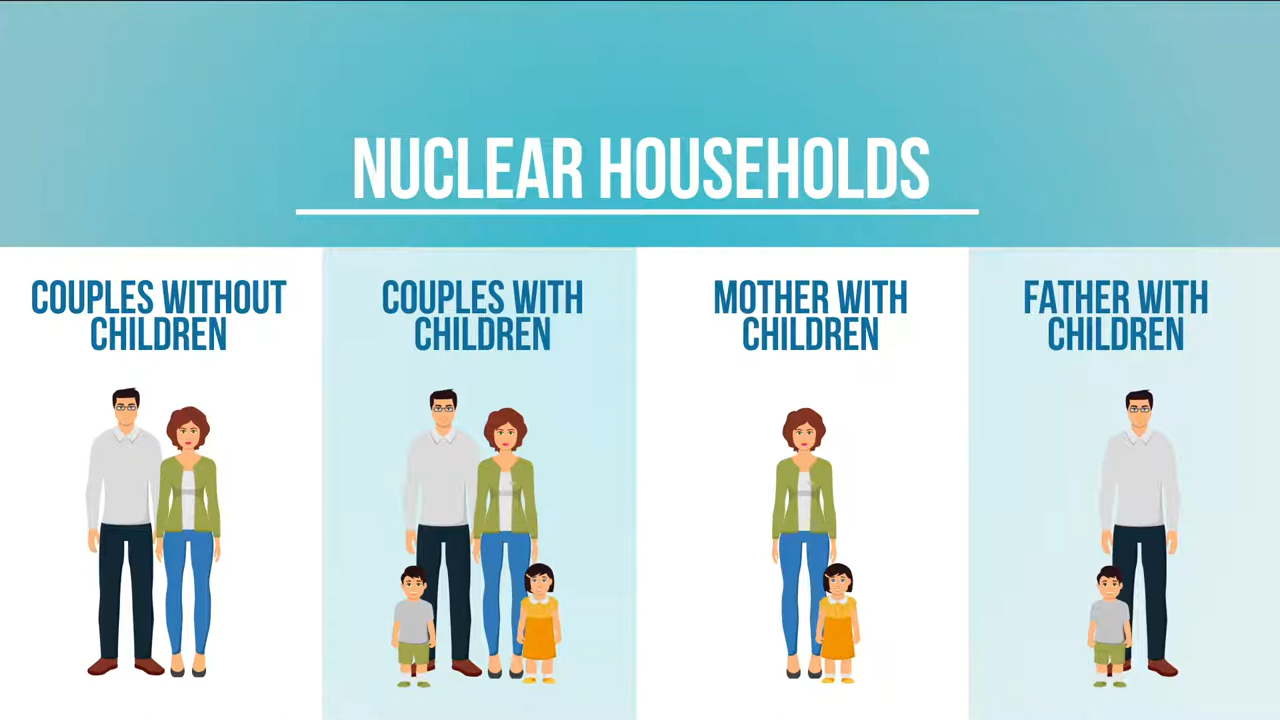 NUCLEAR HOUSEHOLDS
COUPLES WITHOUT
CHILDREN
COUPLES WITH
CHILDREN
MOTHER WITH
CHILDREN
FATHER WITH
CHILDREN